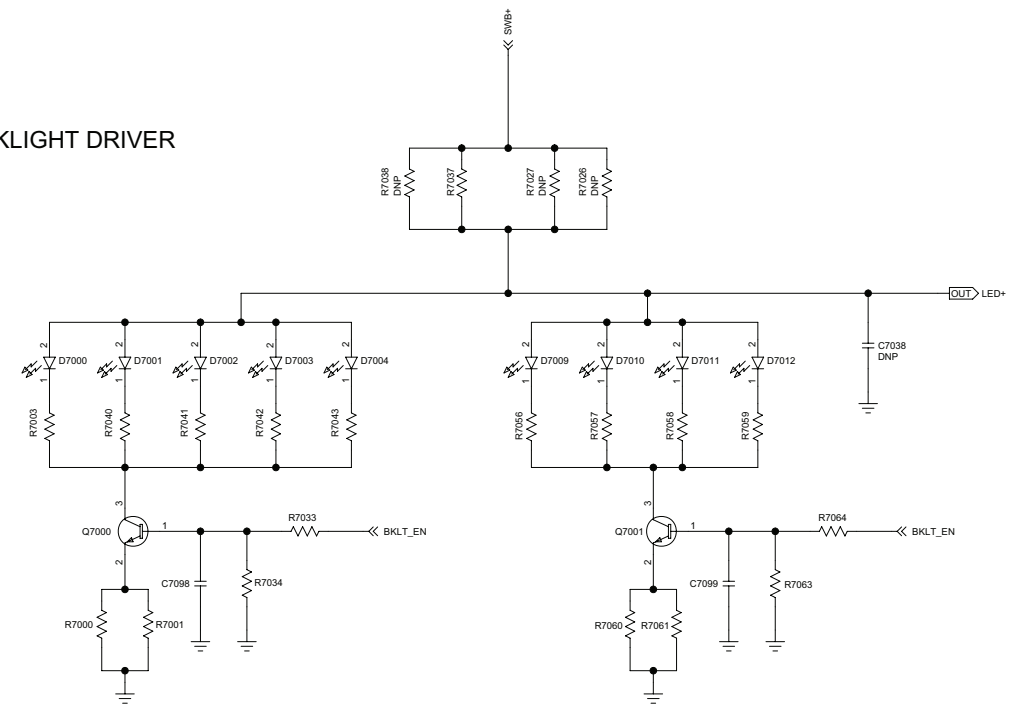 SWB+
KLIGHT DRIVER
R7038
DNP
R7037
R7027
DNP
R7026
DNP
OUT LED+
2 D7000 1
2 D7001 1
2 D7002 1
2 D7003 1
2 D7004 1
2 D7009 1
2 D7010 1
2 D7011 1
2 D7012 1
C7038
DNP
R7003
R7040
R7041
R7042
R7043
R7056
R7057
R7058
R7059
3
Q7000 1
2
R7033
BKLT_EN
3
Q7001 1
2
R7064
BKLT_EN
C7098
R7034
C7099
R7063
R7000
R7001
R7060
R7061